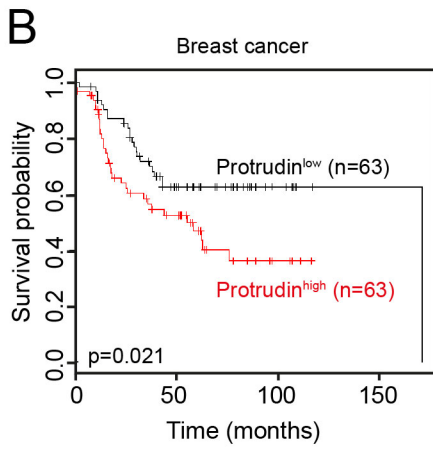 B
Breast cancer
Survival probability
1.0
0.8
0.6
0.4
0.2
0.0
Protrudinlow (n=63)
Protrudinhigh (n=63)
p=0.021
0
50
100
150
Time (months)